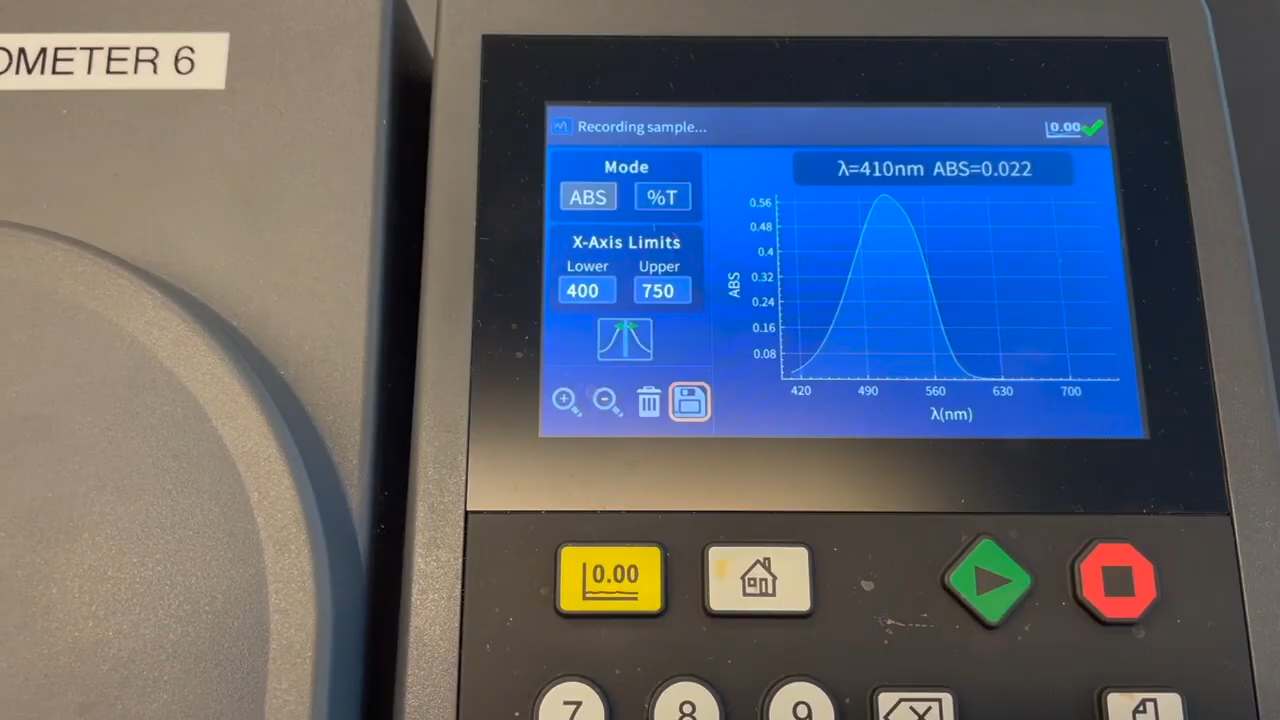 OMETER 6
Recording sample...
0.00
Mode
ABS
%T
X-Axis Limits
Lower
Upper
400
750
λ=410nm ABS=0.022
ABS
0.56
0.48
0.4
0.32
0.24
0.16
0.08
420
490
560
630
700
λ(nm)
0.00
7
8
9